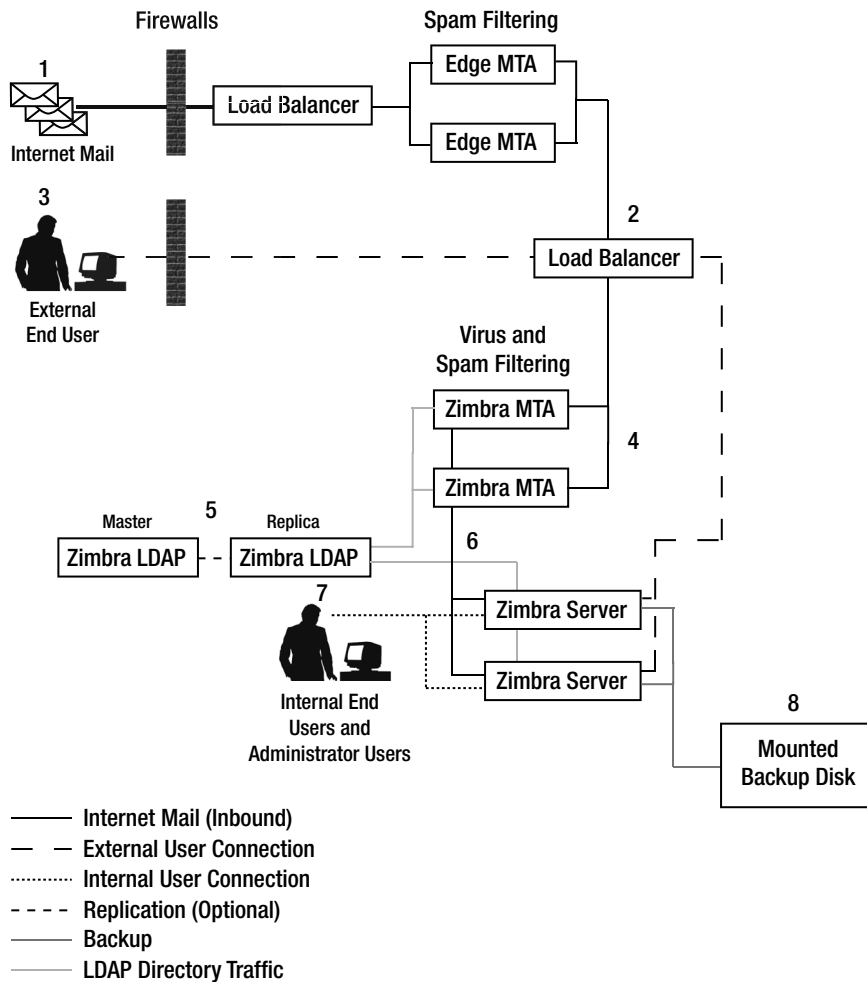 Firewalls
Spam Filtering
1
Edge MTA
Load Balancer
Edge MTA
Internet Mail
3
2
Load Balancer
External
End User
Virus and
Spam Filtering
Zimbra MTA
4
Zimbra MTA
Master
5
Replica
Zimbra LDAP
Zimbra LDAP
6
7
Zimbra Server
Zimbra Server
Internal End
Users and
Administrator Users
8
Mounted
Backup Disk
Internet Mail (Inbound)
External User Connection
Internal User Connection
Replication (Optional)
Backup
LDAP Directory Traffic